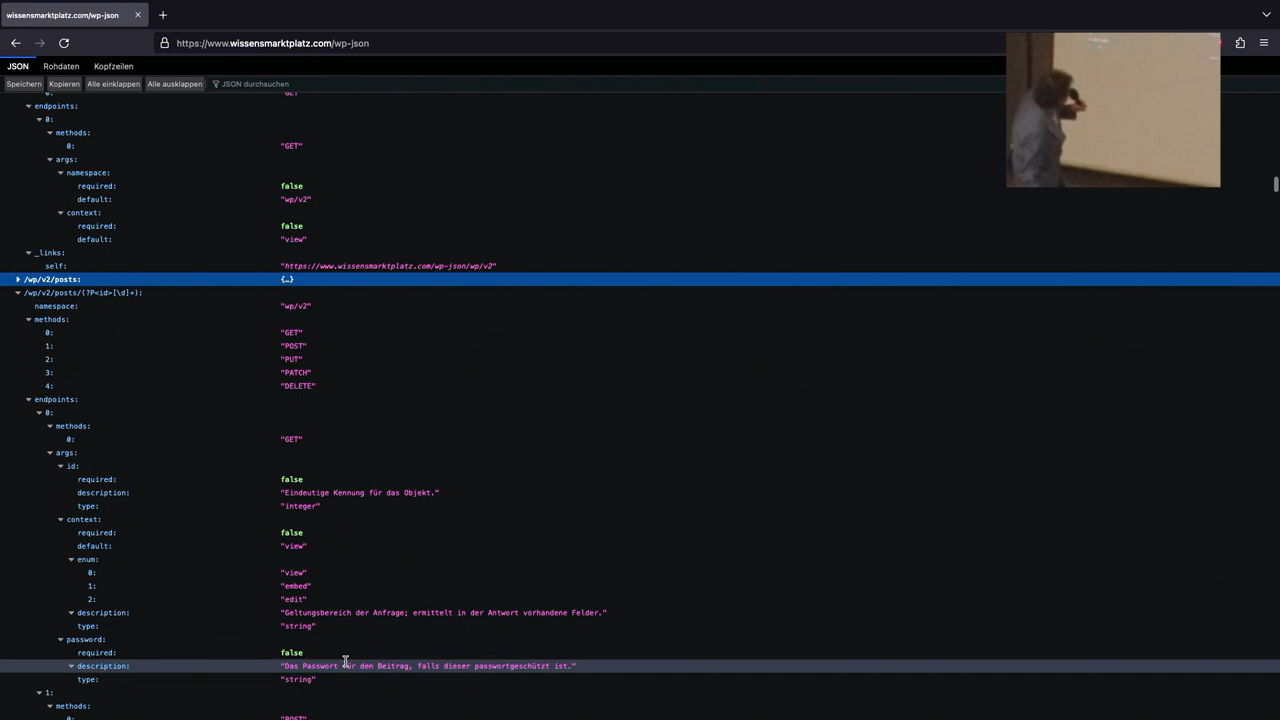 wissensmarktplatz.com/wp-json
https://www.wissensmarktplatz.com/wp-json
JSON Rohdaten Kopfzeilen
Speichern Kopieren Alle einklappen Alle ausklappen JSON durchsuchen
0: "GET"
endpoints:
0:
methods:
0: "GET"
args:
namespace:
required: false
default: "wp/v2"
context:
required: false
default: "view"
_links:
self: "https://www.wissensmarktplatz.com/wp-json/wp/v2"
/wp/v2/posts: {…}
/wp/v2/posts/(?P<id>[\d]+):
namespace: "wp/v2"
methods:
0: "GET"
1: "POST"
2: "PUT"
3: "PATCH"
4: "DELETE"
endpoints:
0:
methods:
0: "GET"
args:
id:
required: false
description: "Eindeutige Kennung für das Objekt."
type: "integer"
context:
required: false
default: "view"
enum:
0: "view"
1: "embed"
2: "edit"
description: "Geltungsbereich der Anfrage; ermittelt in der Antwort vorhandene Felder."
type: "string"
password:
required: false
description: "Das Passwort für den Beitrag, falls dieser passwortgeschützt ist."
type: "string"
1:
methods:
0: "POST"